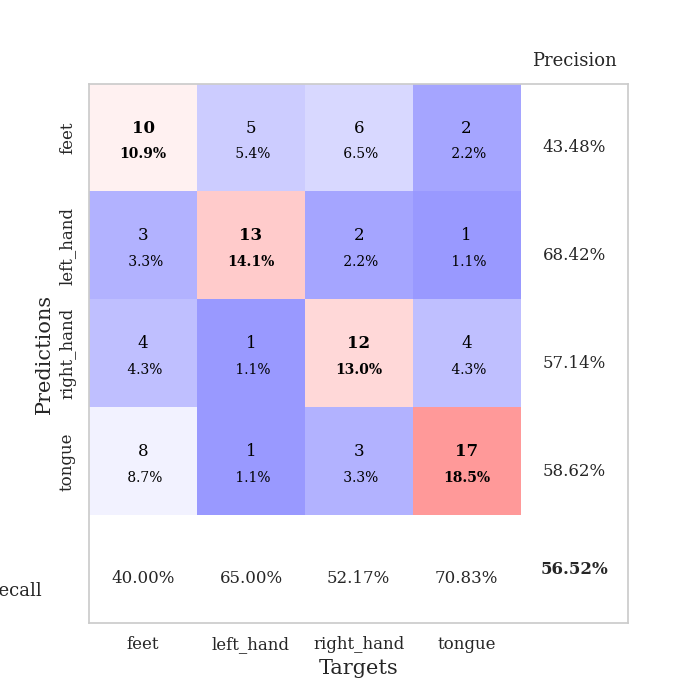 Precision
feet
10 5 6 2 43.48%
10.9% 5.4% 6.5% 2.2%
left_hand
3 13 2 1 68.42%
3.3% 14.1% 2.2% 1.1%
Predictions
right_hand
4 1 12 4 57.14%
4.3% 1.1% 13.0% 4.3%
tongue
8 1 3 17 58.62%
8.7% 1.1% 3.3% 18.5%
ecall 40.00% 65.00% 52.17% 70.83% 56.52%
feet left_hand right_hand tongue
Targets